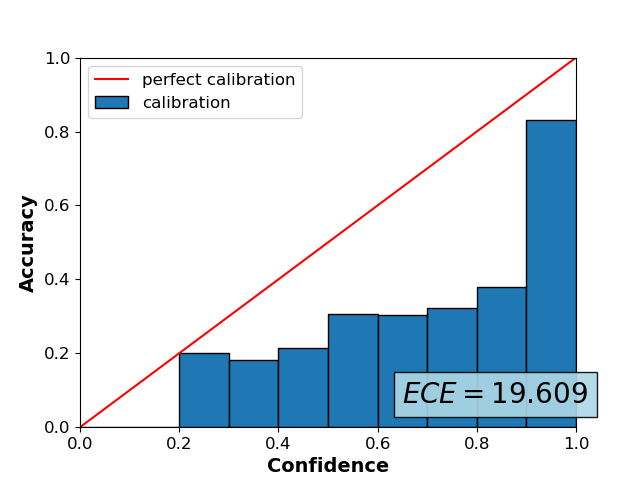 perfect calibration
calibration
1.0
0.8
0.6
0.4
0.2
0.0
Accuracy
ECE = 19.609
0.0 0.2 0.4 0.6 0.8 1.0
Confidence